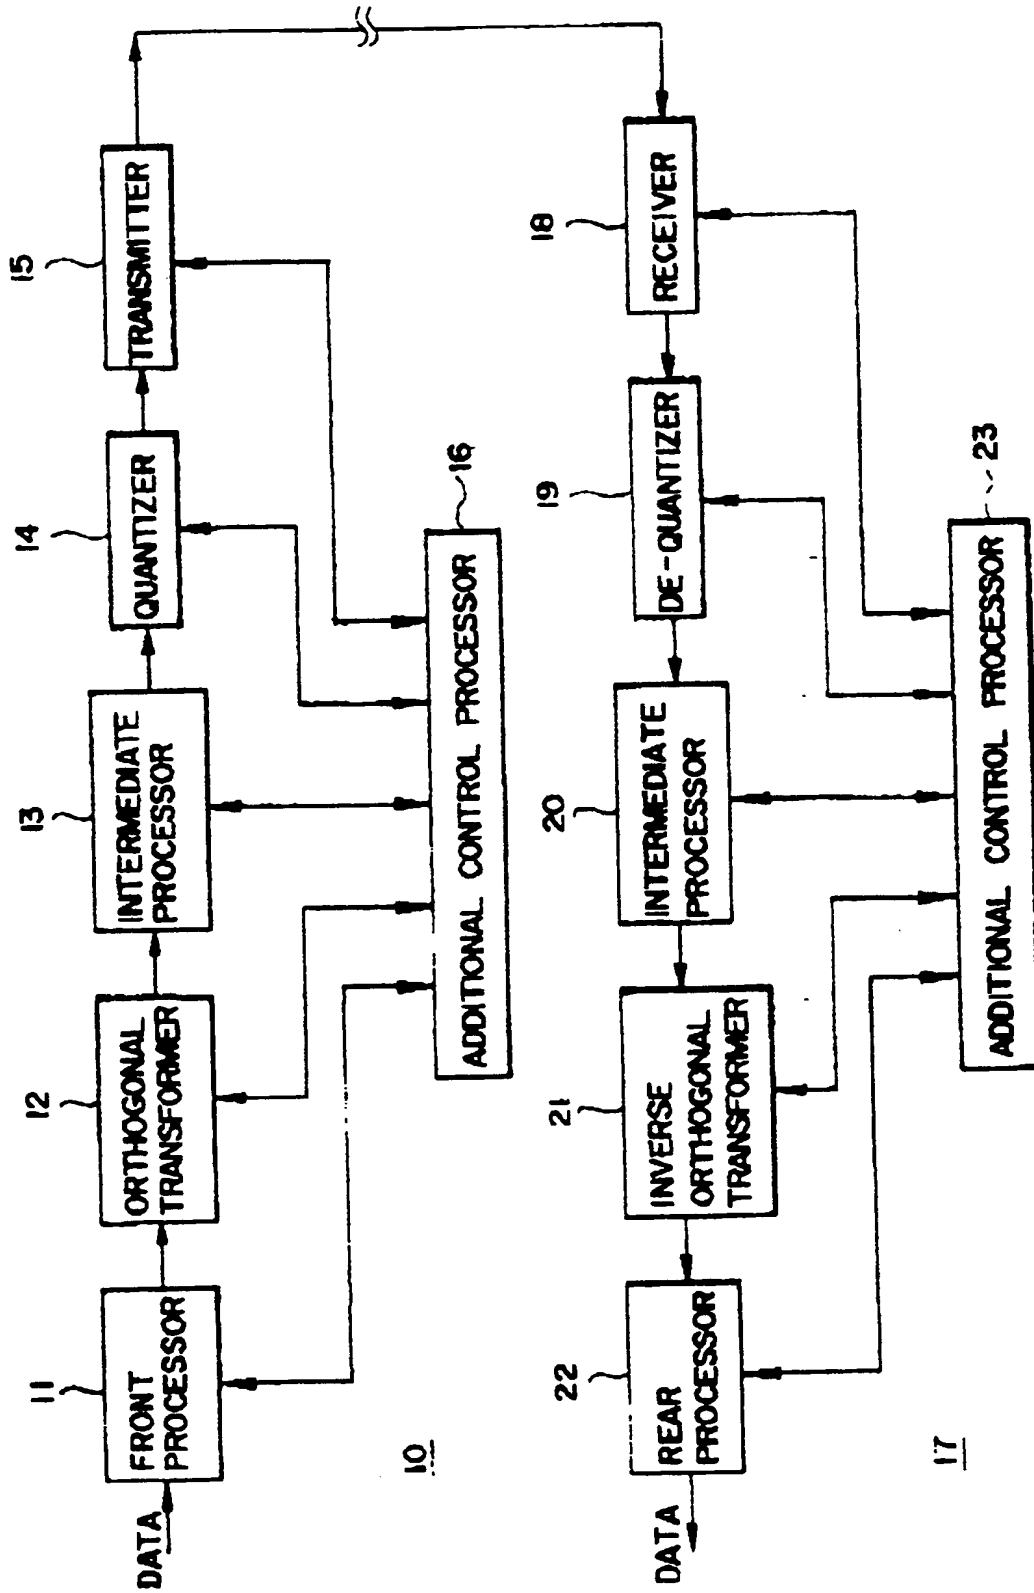 11
12
13
14
15
DATA
FRONT
PROCESSOR
ORTHOGONAL
TRANSFORMER
INTERMEDIATE
PROCESSOR
QUANTIZER
TRANSMITTER
16
ADDITIONAL CONTROL PROCESSOR
10
22
21
20
19
18
DATA
REAR
PROCESSOR
INVERSE
ORTHOGONAL
TRANSFORMER
INTERMEDIATE
PROCESSOR
DE-QUANTIZER
RECEIVER
23
ADDITIONAL CONTROL PROCESSOR
17